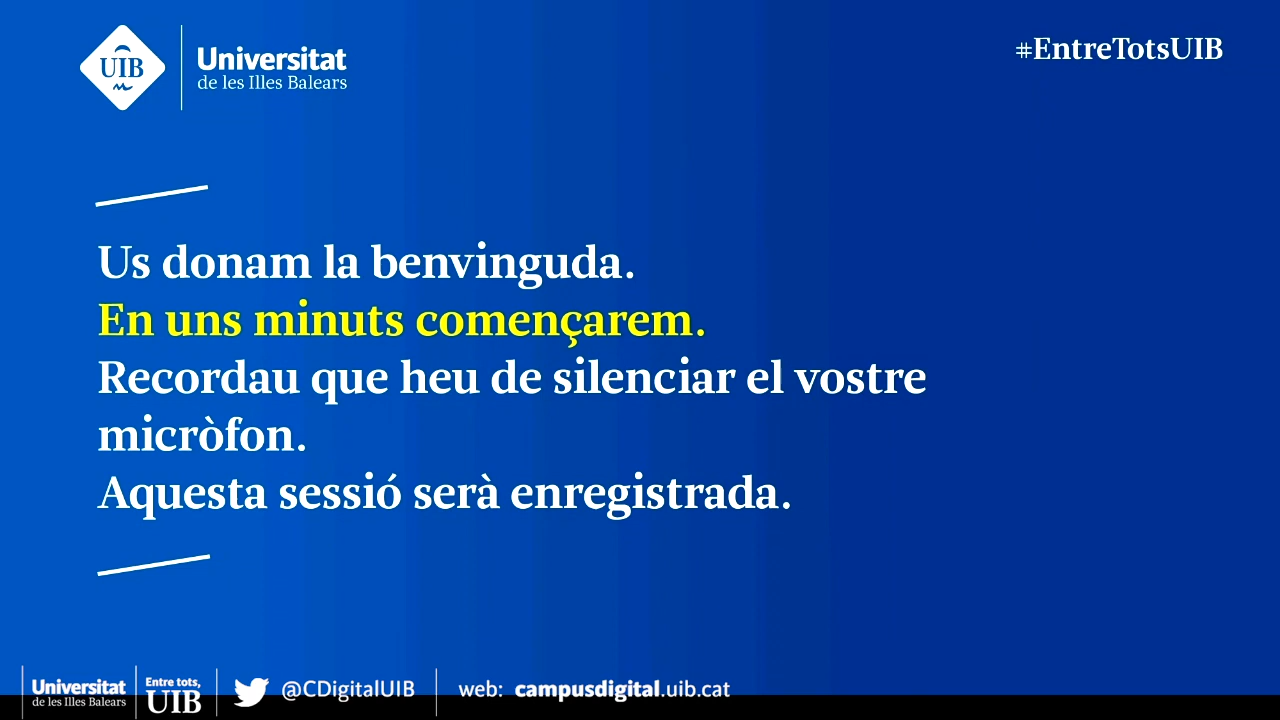 UIB
Universitat
de les Illes Balears
#EntreTotsUIB
Us donam la benvinguda.
En uns minuts començarem.
Recordau que heu de silenciar el vostre
micròfon.
Aquesta sessió serà enregistrada.
Universitat
de les Illes Balears
Entre tots,
UIB
@CDigitalUIB
web: campusdigital.uib.cat